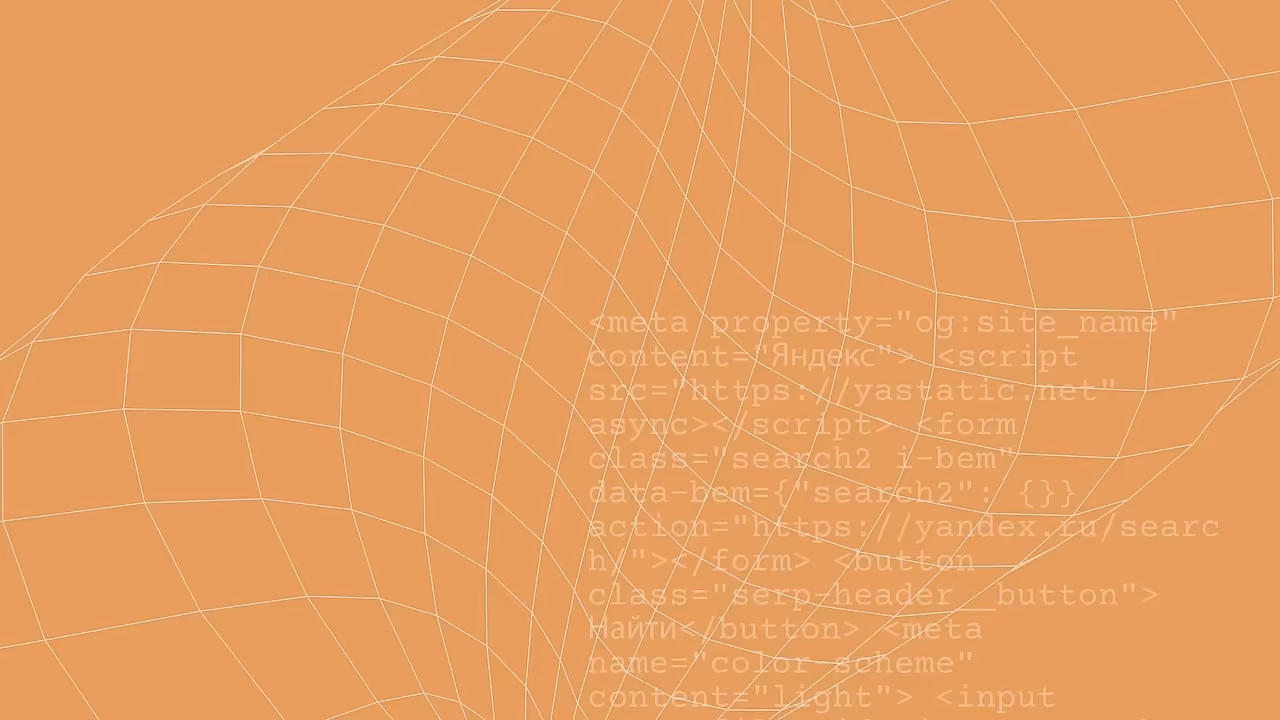 <meta property="og:site_name"
content="Яндекс"> <script
src="https://yastatic.net"
async></script> <form
class="search2 i-bem"
data-bem={"search2": {}}
action="https://yandex.ru/searc
h/"></form> <button
class="serp-header__button">
Найти</button> <meta
name="color-scheme"
content="light"> <input